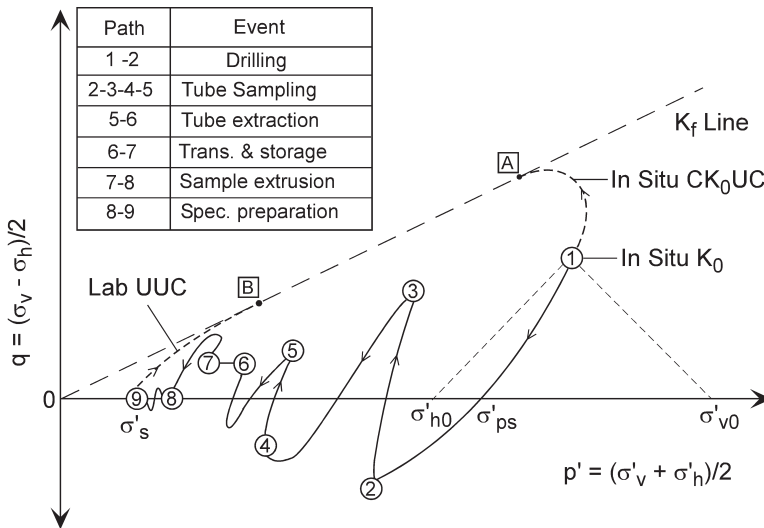 Path Event
1 -2 Drilling
2-3-4-5 Tube Sampling
5-6 Tube extraction
6-7 Trans. & storage
7-8 Sample extrusion
8-9 Spec. preparation
K_f Line
A
In Situ CK₀UC
1
In Situ K₀
q = (σ_v - σ_h)/2
Lab UUC
B
3
7
6
5
0
9
8
σ'_s
4
σ'_h0
σ'_ps
σ'_v0
2
p' = (σ'_v + σ'_h)/2